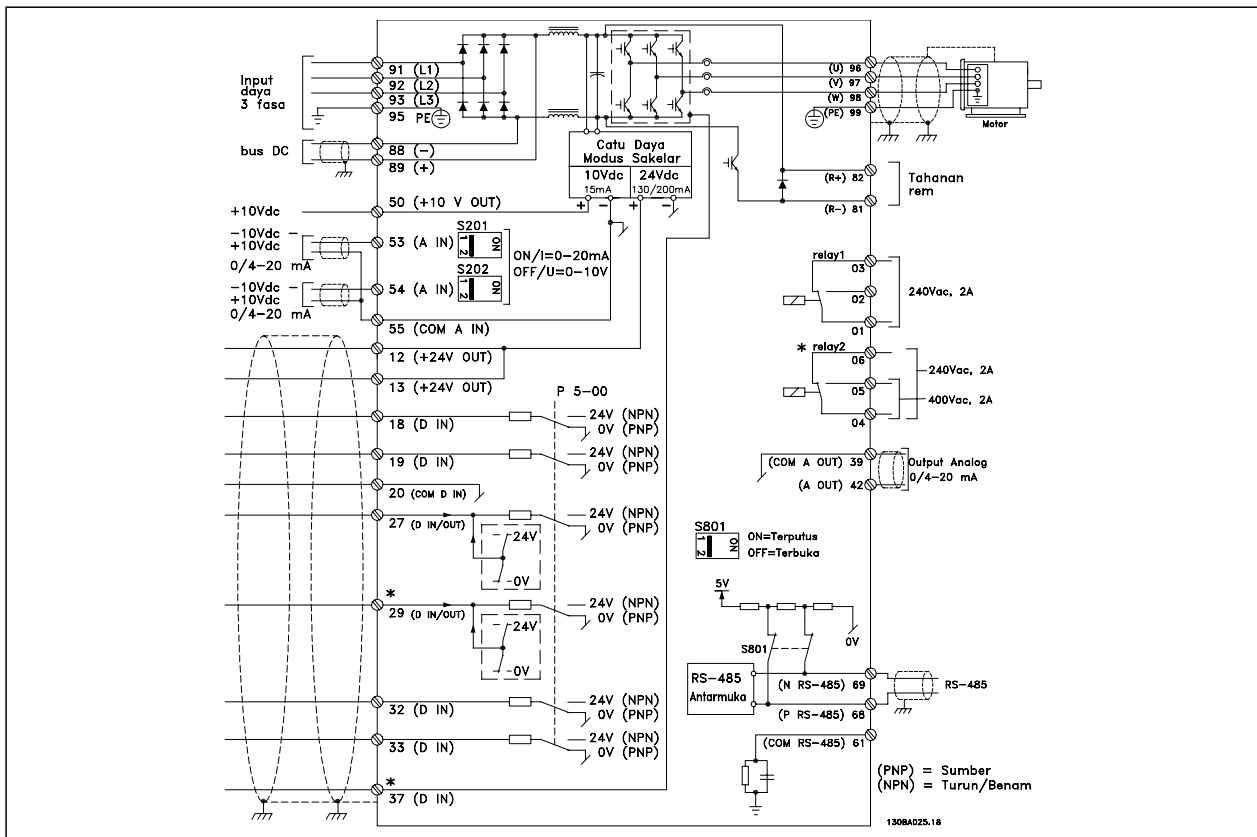 Input
daya
3 fasa
91 (L1)
92 (L2)
93 (L3)
95 PE
bus DC
88 (-)
89 (+)
+10Vdc
50 (+10 V OUT)
-10Vdc -
+10Vdc
0/4-20 mA
53 (A IN)
S201
1 2
ON
ON/I=0-20mA
OFF/U=0-10V
S202
1 2
ON
-10Vdc -
+10Vdc
0/4-20 mA
54 (A IN)
55 (COM A IN)
12 (+24V OUT)
13 (+24V OUT)
P 5-00
18 (D IN)
24V (NPN)
0V (PNP)
19 (D IN)
24V (NPN)
0V (PNP)
20 (COM D IN)
27 (D IN/OUT)
24V (NPN)
0V (PNP)
24V
0V
*
29 (D IN/OUT)
24V (NPN)
0V (PNP)
24V
0V
32 (D IN)
24V (NPN)
0V (PNP)
33 (D IN)
24V (NPN)
0V (PNP)
*
37 (D IN)
Catu Daya
Modus Sakelar
10Vdc
15mA
24Vdc
130/200mA
+ - + -
(U) 96
(V) 97
(W) 98
(PE) 99
Motor
(R+) 82
(R-) 81
Tahanan
rem
relay1
03
02
01
240Vac, 2A
* relay2
06
05
04
240Vac, 2A
400Vac, 2A
(COM A OUT) 39
(A OUT) 42
Output Analog
0/4-20 mA
S801
1 2
ON
ON=Terputus
OFF=Terbuka
5V
0V
S801
RS-485
Antarmuka
(N RS-485) 69
(P RS-485) 68
RS-485
(COM RS-485) 61
(PNP) = Sumber
(NPN) = Turun/Benam
130BA025.18